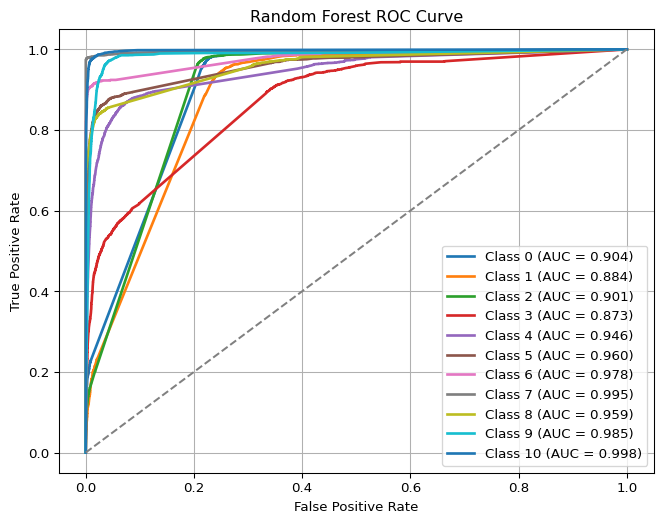 Random Forest ROC Curve
True Positive Rate
1.0
0.8
0.6
0.4
0.2
0.0
0.0 0.2 0.4 0.6 0.8 1.0
False Positive Rate
Class 0 (AUC = 0.904)
Class 1 (AUC = 0.884)
Class 2 (AUC = 0.901)
Class 3 (AUC = 0.873)
Class 4 (AUC = 0.946)
Class 5 (AUC = 0.960)
Class 6 (AUC = 0.978)
Class 7 (AUC = 0.995)
Class 8 (AUC = 0.959)
Class 9 (AUC = 0.985)
Class 10 (AUC = 0.998)